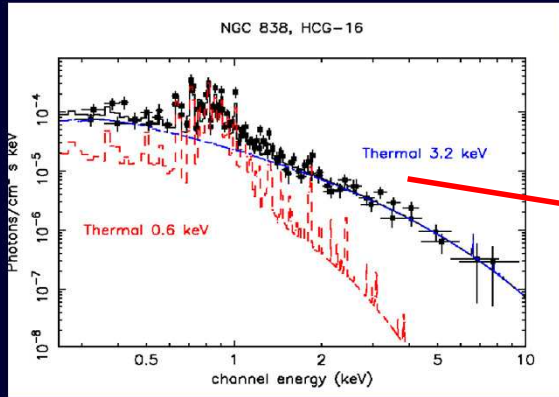 NGC 838, HCG-16
Photons/cm² s keV
10⁻⁴
10⁻⁵
10⁻⁶
10⁻⁷
10⁻⁸
Thermal 3.2 keV
Thermal 0.6 keV
0.5 1 2 5 10
channel energy (keV)